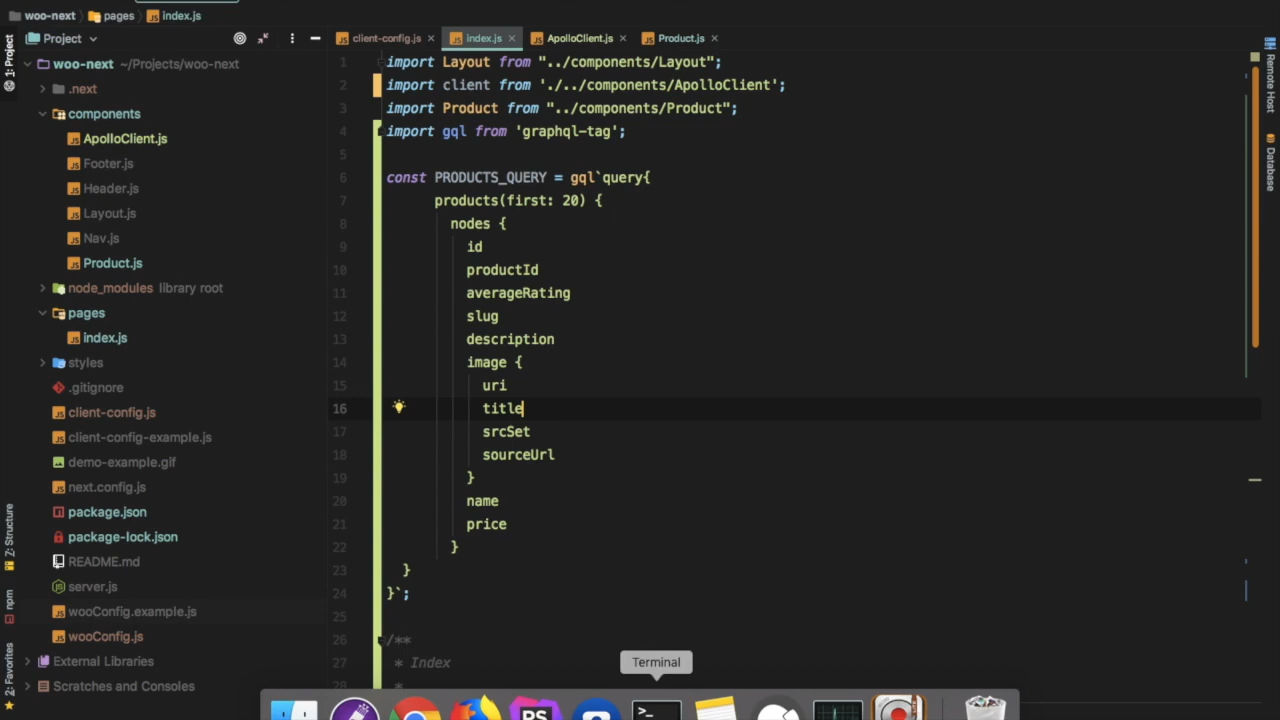 woo-next pages index.js
Project
client-config.js
index.js
ApolloClient.js
Product.js
1: Project
woo-next ~/Projects/woo-next
.next
components
ApolloClient.js
Footer.js
Header.js
Layout.js
Nav.js
Product.js
node_modules library root
pages
index.js
styles
.gitignore
client-config.js
client-config-example.js
demo-example.gif
next.config.js
package.json
package-lock.json
README.md
server.js
wooConfig.example.js
wooConfig.js
External Libraries
Scratches and Consoles
Z: Structure
npm
2: Favorites
1 import Layout from "../components/Layout";
2 import client from './../components/ApolloClient';
3 import Product from "../components/Product";
4 import gql from 'graphql-tag';
5
6 const PRODUCTS_QUERY = gql`query{
7 products(first: 20) {
8 nodes {
9 id
10 productId
11 averageRating
12 slug
13 description
14 image {
15 uri
16 title
17 srcSet
18 sourceUrl
19 }
20 name
21 price
22 }
23 }
24 }`;
25
26 /**
27 * Index
28 *
Remote Host
Database
Terminal
PS